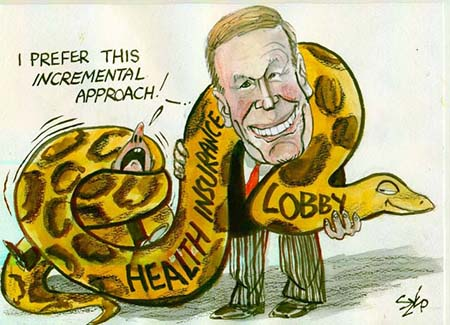 I PREFER THIS
INCREMENTAL
APPROACH!
HEALTH INSURANCE
LOBBY